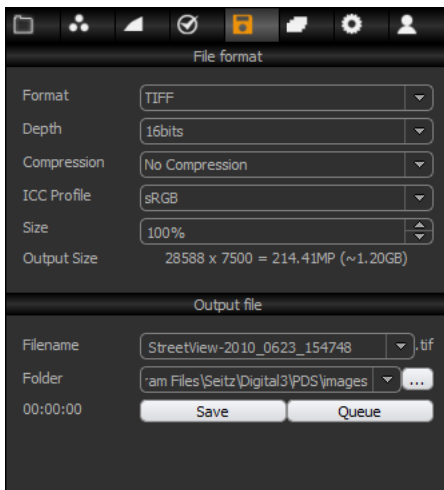 File format
Format TIFF
Depth 16bits
Compression No Compression
ICC Profile sRGB
Size 100%
Output Size 28588 x 7500 = 214.41MP (~1.20GB)
Output file
Filename StreetView-2010_0623_154748 .tif
Folder ram Files\Seitz\Digital3\PDS\images ...
00:00:00 Save Queue